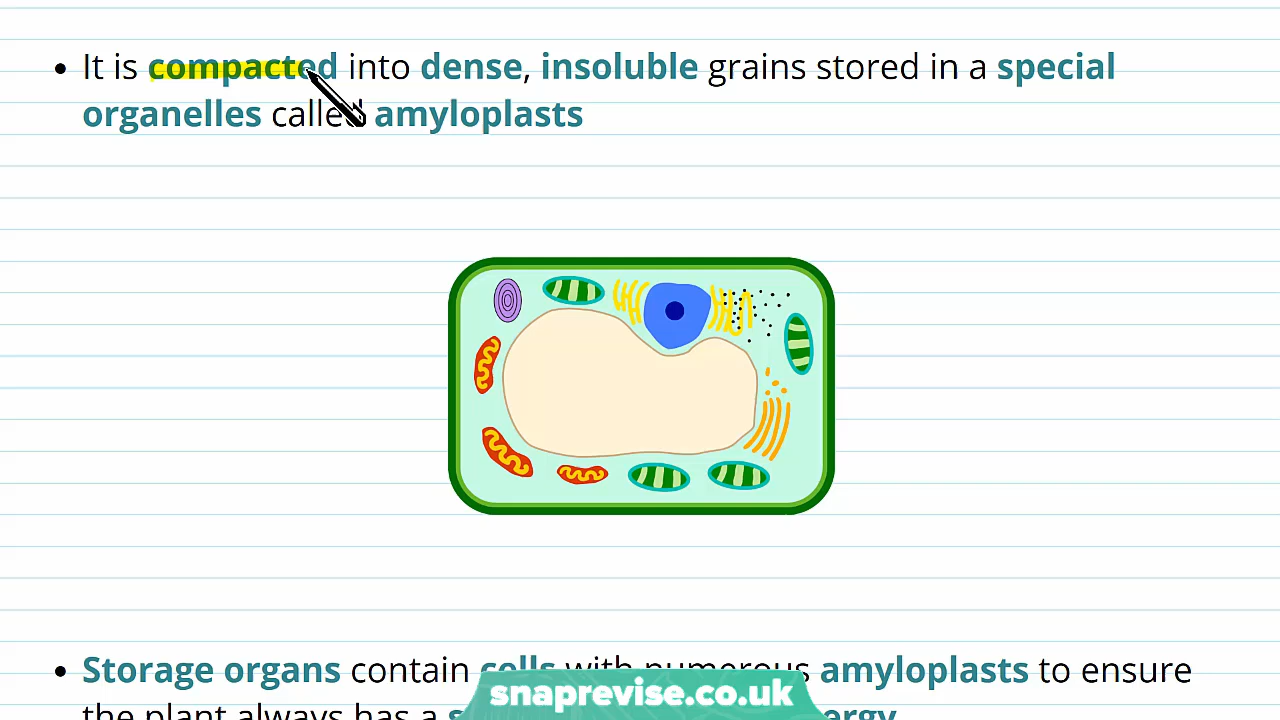 It is compacted into dense, insoluble grains stored in a special
organelles called amyloplasts
Storage organs contain cells with numerous amyloplasts to ensure
the plant always has a
snaprevise.co.uk